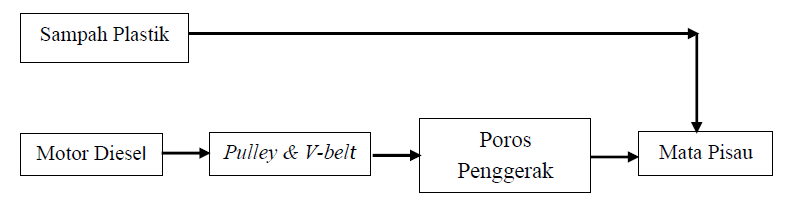 Sampah Plastik
Motor Diesel
Pulley & V-belt
Poros
Penggerak
Mata Pisau